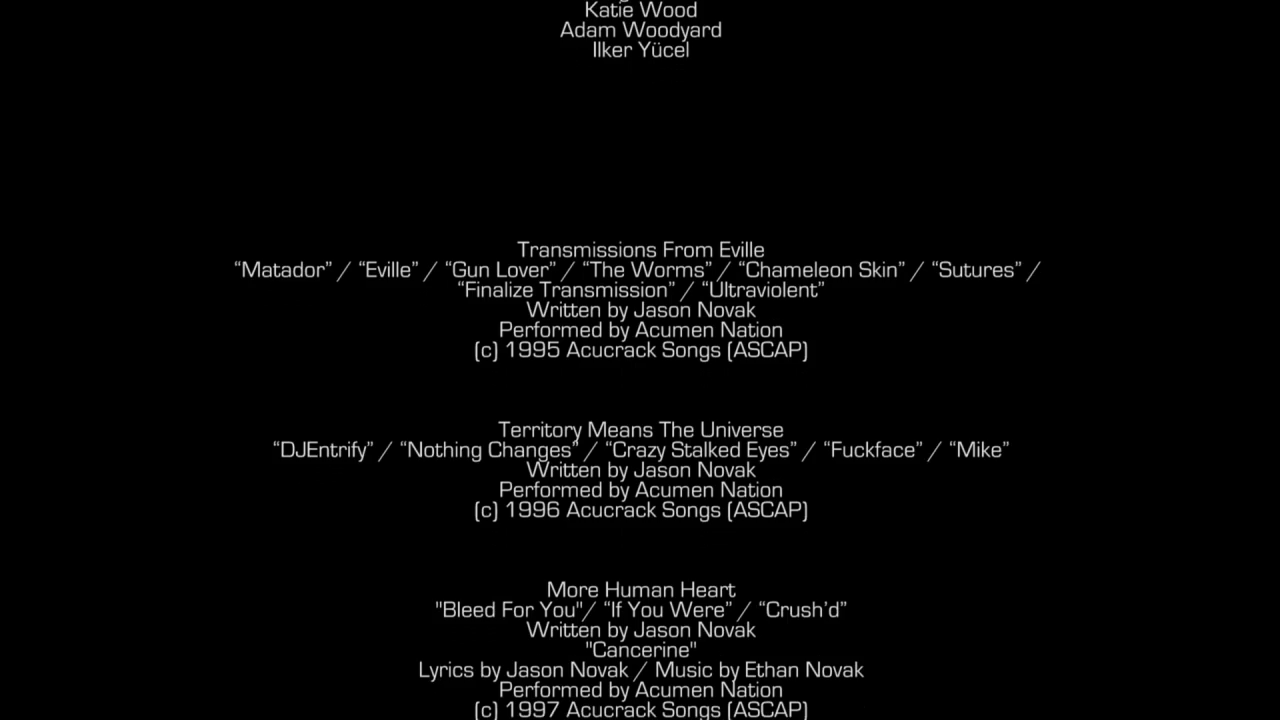 Katie Wood
Adam Woodyard
Ilker Yücel
Transmissions From Eville
“Matador” / “Eville” / “Gun Lover” / “The Worms” / “Chameleon Skin” / “Sutures” /
“Finalize Transmission” / “Ultraviolent”
Written by Jason Novak
Performed by Acumen Nation
(c) 1995 Acucrack Songs (ASCAP)
Territory Means The Universe
“DJEntrify” / “Nothing Changes” / “Crazy Stalked Eyes” / “Fuckface” / “Mike”
Written by Jason Novak
Performed by Acumen Nation
(c) 1996 Acucrack Songs (ASCAP)
More Human Heart
"Bleed For You"/ “If You Were” / “Crush’d”
Written by Jason Novak
"Cancerine"
Lyrics by Jason Novak / Music by Ethan Novak
Performed by Acumen Nation
(c) 1997 Acucrack Songs (ASCAP)